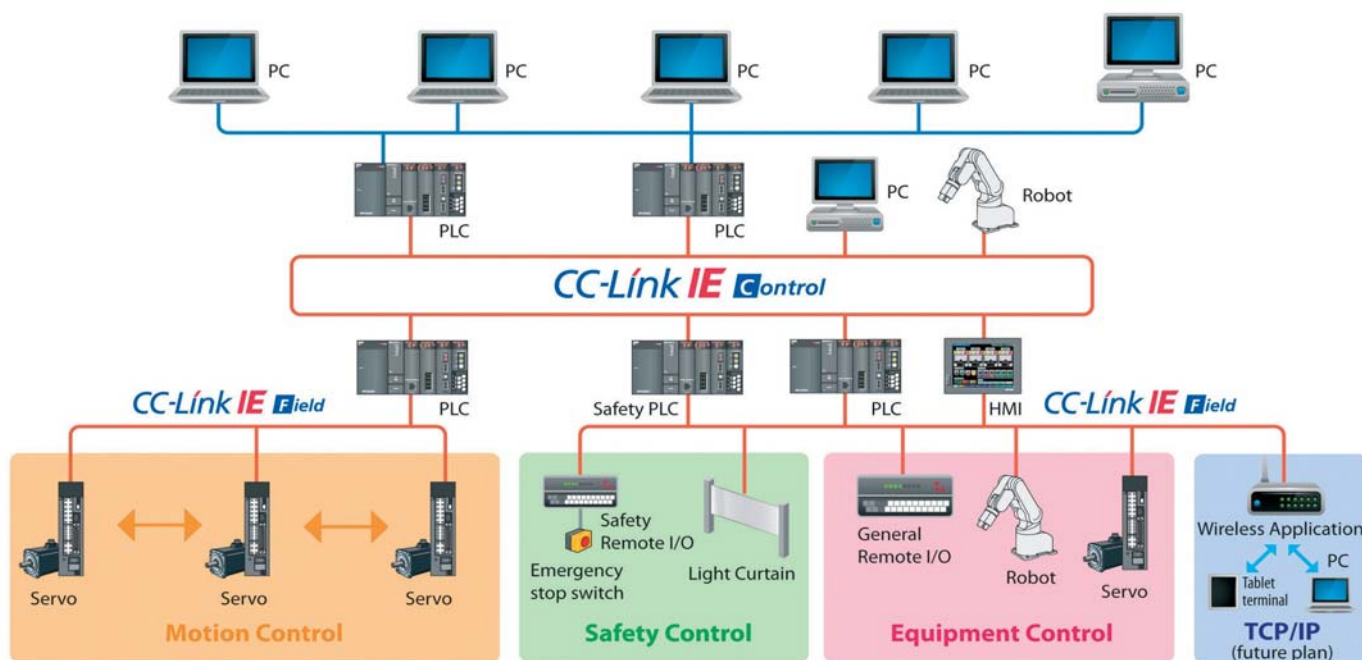 PC
PC
PC
PC
PC
PLC
PLC
PC
Robot
CC-Link IE Control
PLC
Safety PLC
PLC
HMI
CC-Link IE Field
CC-Link IE Field
Servo
Servo
Servo
Motion Control
Safety
Remote I/O
Emergency
stop switch
Light Curtain
Safety Control
General
Remote I/O
Robot
Servo
Equipment Control
Wireless Application
PC
Tablet
terminal
TCP/IP
(future plan)